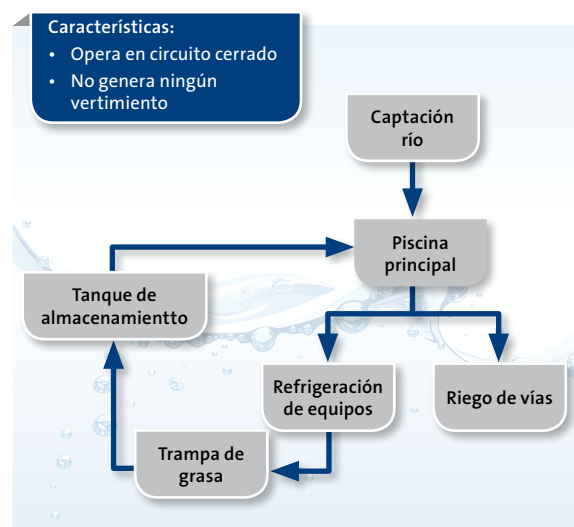 Características:
• Opera en circuito cerrado
• No genera ningún
vertimiento
Captación
río
Piscina
principal
Tanque de
almacenamientto
Refrigeración
de equipos
Riego de vías
Trampa de
grasa